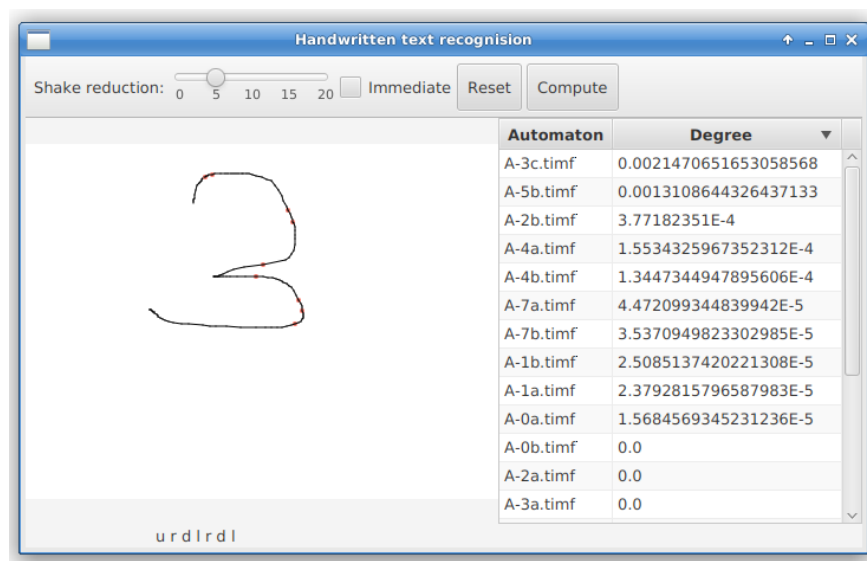 Handwritten text recognision
Shake reduction: 0 5 10 15 20 Immediate Reset Compute
Automaton Degree
A-3c.timf 0.0021470651653058568
A-5b.timf 0.0013108644326437133
A-2b.timf 3.77182351E-4
A-4a.timf 1.5534325967352312E-4
A-4b.timf 1.3447344947895606E-4
A-7a.timf 4.472099344839942E-5
A-7b.timf 3.5370949823302985E-5
A-1b.timf 2.5085137420221308E-5
A-1a.timf 2.3792815796587983E-5
A-0a.timf 1.5684569345231236E-5
A-0b.timf 0.0
A-2a.timf 0.0
A-3a.timf 0.0
3
u r d l r d l